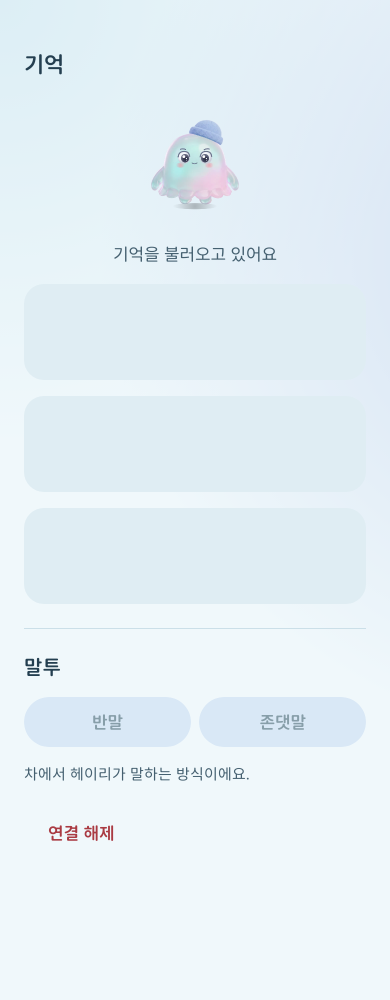 기억
기억을 불러오고 있어요
말투
반말
존댓말
차에서 헤이리가 말하는 방식이에요.
연결 해제